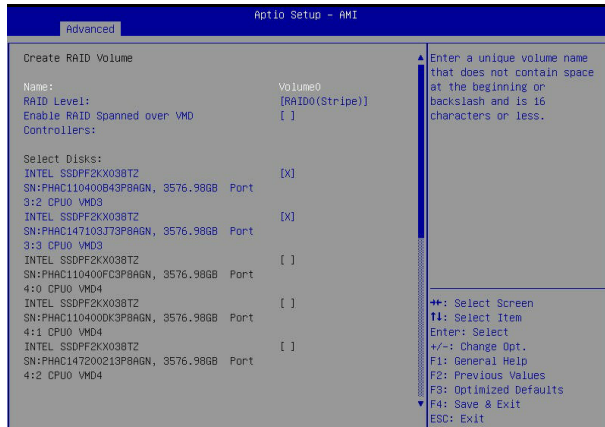 Aptio Setup - AMI
Advanced
Create RAID Volume
Name: Volume0
RAID Level: [RAID0(Stripe)]
Enable RAID Spanned over VMD [ ]
Controllers:
Select Disks:
INTEL SSDPF2KX038TZ [X]
SN:PHAC110400B43P8AGN, 3576.98GB Port
3:2 CPU0 VMD3
INTEL SSDPF2KX038TZ [X]
SN:PHAC147103J73P8AGN, 3576.98GB Port
3:3 CPU0 VMD3
INTEL SSDPF2KX038TZ [ ]
SN:PHAC110400FC3P8AGN, 3576.98GB Port
4:0 CPU0 VMD4
INTEL SSDPF2KX038TZ [ ]
SN:PHAC110400DK3P8AGN, 3576.98GB Port
4:1 CPU0 VMD4
INTEL SSDPF2KX038TZ [ ]
SN:PHAC147200213P8AGN, 3576.98GB Port
4:2 CPU0 VMD4
Enter a unique volume name
that does not contain space
at the beginning or
backslash and is 16
characters or less.
→←: Select Screen
↑↓: Select Item
Enter: Select
+/-: Change Opt.
F1: General Help
F2: Previous Values
F3: Optimized Defaults
F4: Save & Exit
ESC: Exit